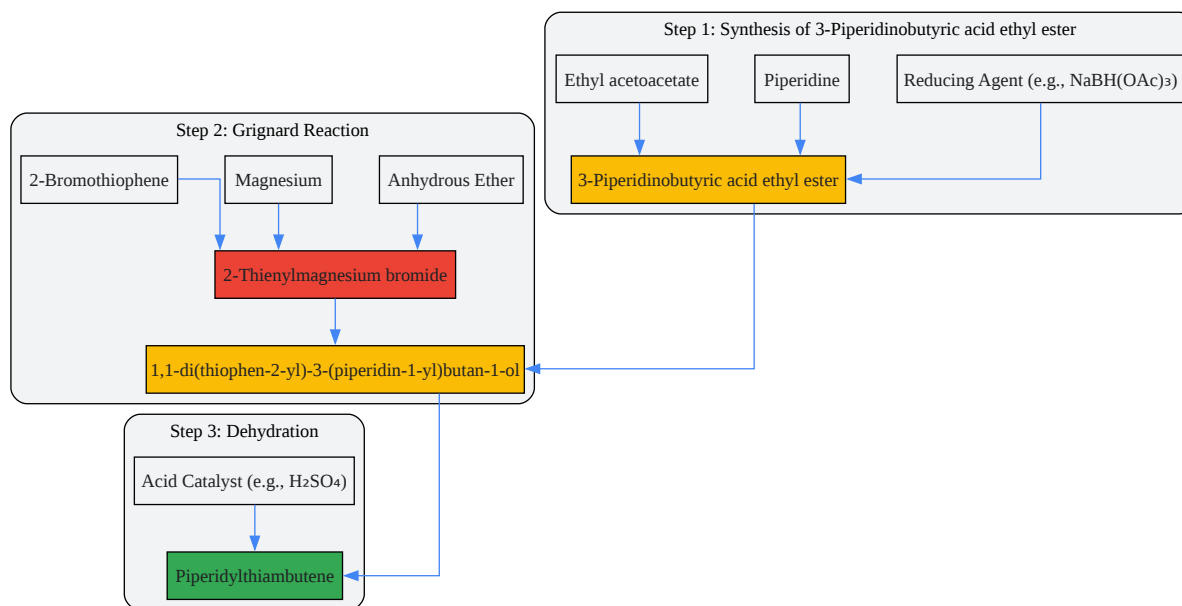 Step 1: Synthesis of 3-Piperidinobutyric acid ethyl ester
Ethyl acetoacetate
Piperidine
Reducing Agent (e.g., NaBH(OAc)₃)
3-Piperidinobutyric acid ethyl ester
Step 2: Grignard Reaction
2-Bromothiophene
Magnesium
Anhydrous Ether
2-Thienylmagnesium bromide
1,1-di(thiophen-2-yl)-3-(piperidin-1-yl)butan-1-ol
Step 3: Dehydration
Acid Catalyst (e.g., H₂SO₄)
Piperidylthiambutene